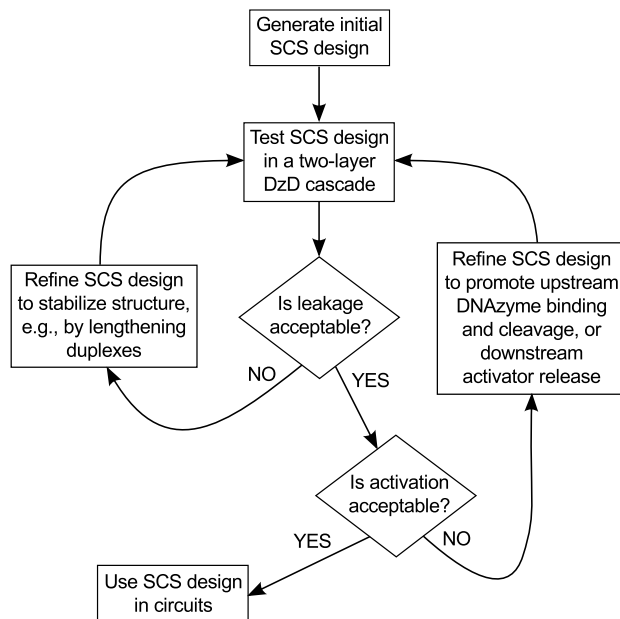 Generate initial
SCS design
Test SCS design
in a two-layer
DzD cascade
Refine SCS design
to stabilize structure,
e.g., by lengthening
duplexes
Is leakage
acceptable?
Refine SCS design
to promote upstream
DNAzyme binding
and cleavage, or
downstream
activator release
NO
YES
Is activation
acceptable?
YES
NO
Use SCS design
in circuits